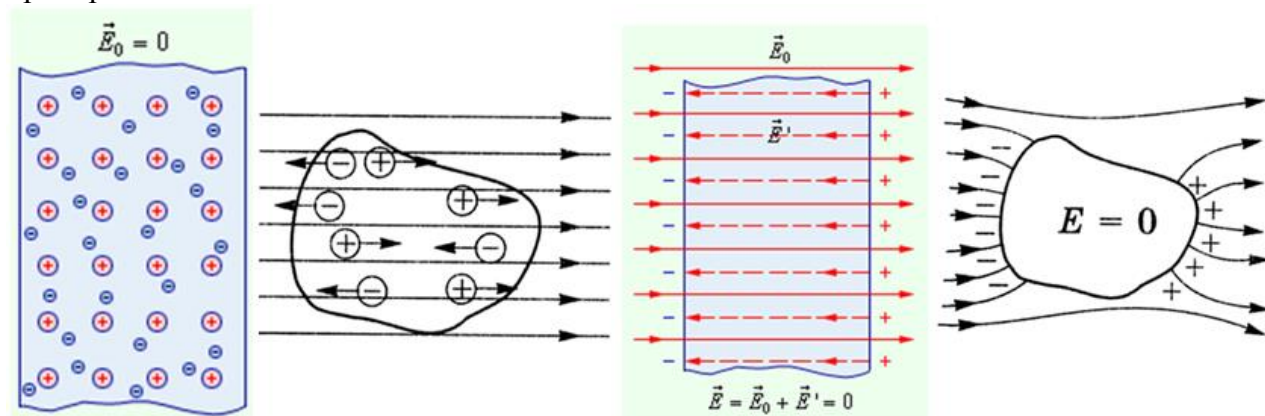 E⃗₀ = 0
E⃗₀
E⃗'
E⃗ = E⃗₀ + E⃗' = 0
E = 0